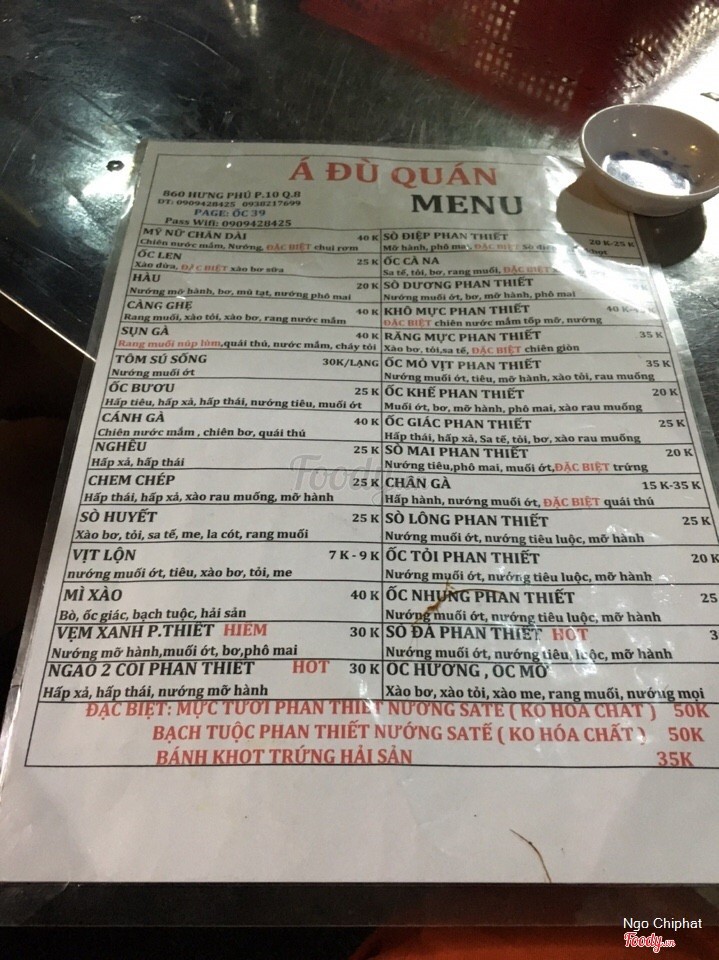 Á ĐÙ QUÁN
860 HƯNG PHÚ P.10 Q.8
ĐT: 0909428425 0938217699
PAGE: ỐC 39
Pass Wifi: 0909428425
MENU
MỸ NỮ CHÂN DÀI 40 K
Chiên nước mắm, Nướng, ĐẶC BIỆT chui rơm
ỐC LEN 25 K
Xào dừa, ĐẶC BIỆT xào bơ sữa
HÀU 20 K
Nướng mỡ hành, bơ, mù tạt, nướng phô mai
CÀNG GHẸ 40 K
Rang muối, xào tỏi, xào bơ, rang nước mắm
SỤN GÀ 40 K
Rang muối núp lùm,quái thú, nước mắm, cháy tỏi
TÔM SÚ SỐNG 30K/LẠNG
Nướng muối ớt
ỐC BƯƠU 25 K
Hấp tiêu, hấp xả, hấp thái, nướng tiêu, muối ớt
CÁNH GÀ 40 K
Chiên nước mắm , chiên bơ, quái thú
NGHÊU 25 K
Hấp xả, hấp thái
CHEM CHÉP 25 K
Hấp thái, hấp xả, xào rau muống, mỡ hành
SÒ HUYẾT 25 K
Xào bơ, tỏi, sa tế, me, la cót, rang muối
VỊT LỘN 7 K - 9 K
nướng muối ớt, tiêu, xào bơ, tỏi, me
MÌ XÀO 40 K
Bò, ốc giác, bạch tuộc, hải sản
VẸM XANH P.THIẾT HIẾM 30 K
Nướng mỡ hành,muối ớt, bơ,phô mai
NGAO 2 COI PHAN THIẾT HOT 30 K
Hấp xả, hấp thái, nướng mỡ hành
SÒ ĐIỆP PHAN THIẾT 20 K-25 K
Mỡ hành, phô mai, ĐẶC BIỆT
ỐC CÀ NA
Sa tế, tỏi, bơ, rang muối, ĐẶC BIỆT
SÒ DƯƠNG PHAN THIẾT
Nướng muối ớt, bơ, mỡ hành, phô mai
KHÔ MỰC PHAN THIẾT
ĐẶC BIỆT chiên nước mắm tốp mỡ, nướng
RĂNG MỰC PHAN THIẾT 35 K
Xào bơ, tỏi,sa tế, ĐẶC BIỆT chiên giòn
ỐC MỎ VỊT PHAN THIẾT 35 K
Nướng muối ớt, tiêu, mỡ hành, xào tỏi, rau muống
ỐC KHẾ PHAN THIẾT 20 K
Muối ớt, bơ, mỡ hành, phô mai, xào rau muống
ỐC GIÁC PHAN THIẾT 25 K
Hấp thái, hấp xả, Sa tế, tỏi, bơ, xào rau muống
SÒ MAI PHAN THIẾT 20 K
Nướng tiêu,phô mai, muối ớt,ĐẶC BIỆT trứng
CHÂN GÀ 15 K-35 K
Hấp hành, nướng muối ớt, ĐẶC BIỆT quái thú
SÒ LÔNG PHAN THIẾT 25 K
Nướng muối ớt, nướng tiêu luộc, mỡ hành
ỐC TỎI PHAN THIẾT 20 K
Nướng muối ớt, nướng tiêu luộc, mỡ hành
ỐC NHUNG PHAN THIẾT 25
Nướng muối ớt, nướng tiêu luộc, mỡ hành
SÒ ĐÁ PHAN THIẾT HOT 3
Nướng muối ớt, nướng tiêu, luộc, mỡ hành
ỐC HƯƠNG , ỐC MỠ
Xào bơ, xào tỏi, xào me, rang muối, nướng mọi
ĐẶC BIỆT: MỰC TƯƠI PHAN THIẾT NƯỚNG SATẾ ( KO HÓA CHẤT ) 50K
BẠCH TUỘC PHAN THIẾT NƯỚNG SATẾ ( KO HÓA CHẤT ) 50K
BÁNH KHOT TRỨNG HẢI SẢN 35K
Foody
Ngo Chiphat
Foody.vn